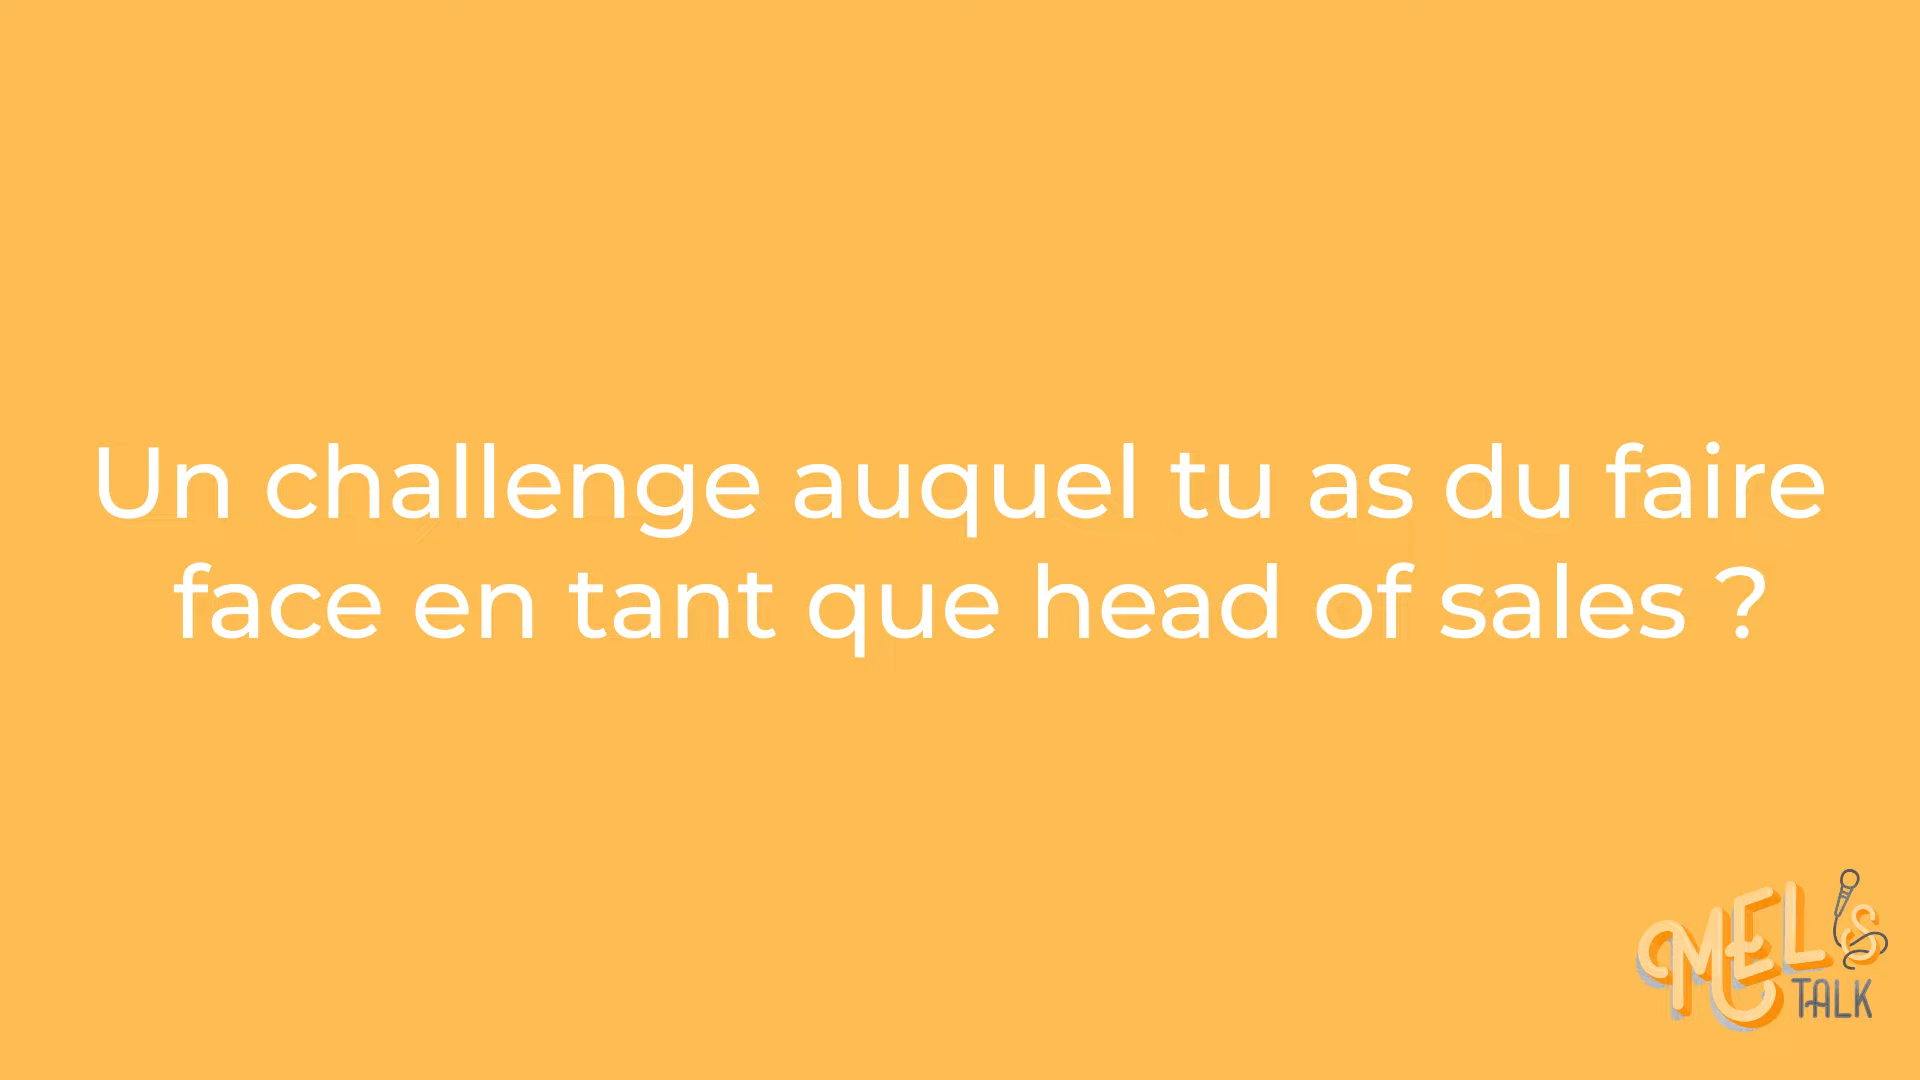 Un challenge auquel tu as du faire
face en tant que head of sales ?
MEL'S
TALK